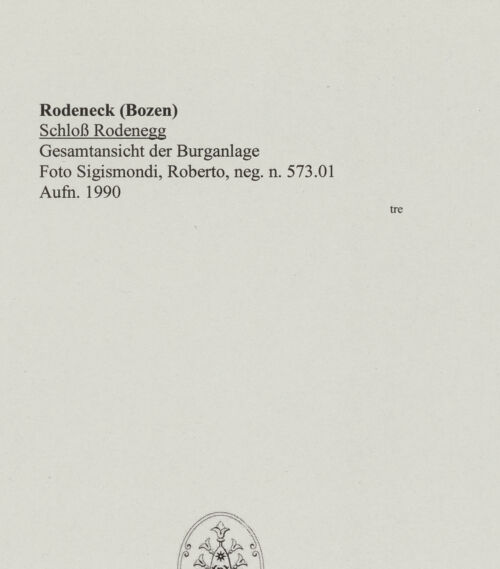 Rodeneck (Bozen)
Schloß Rodenegg
Gesamtansicht der Burganlage
Foto Sigismondi, Roberto, neg. n. 573.01
Aufn. 1990
tre